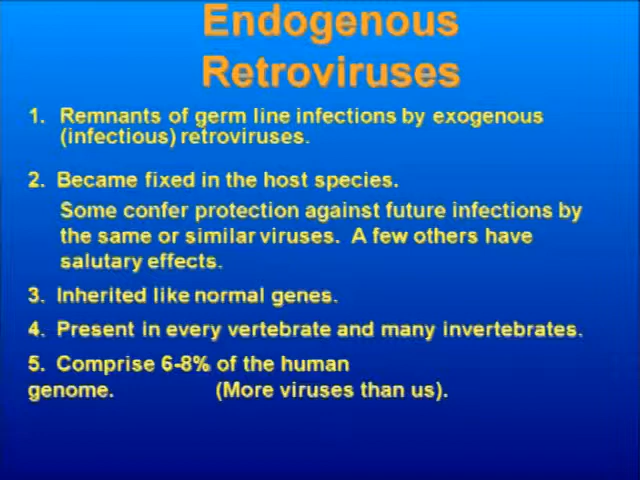 Endogenous
Retroviruses
1. Remnants of germ line infections by exogenous
(infectious) retroviruses.
2. Became fixed in the host species.
Some confer protection against future infections by
the same or similar viruses. A few others have
salutary effects.
3. Inherited like normal genes.
4. Present in every vertebrate and many invertebrates.
5. Comprise 6-8% of the human
genome. (More viruses than us).